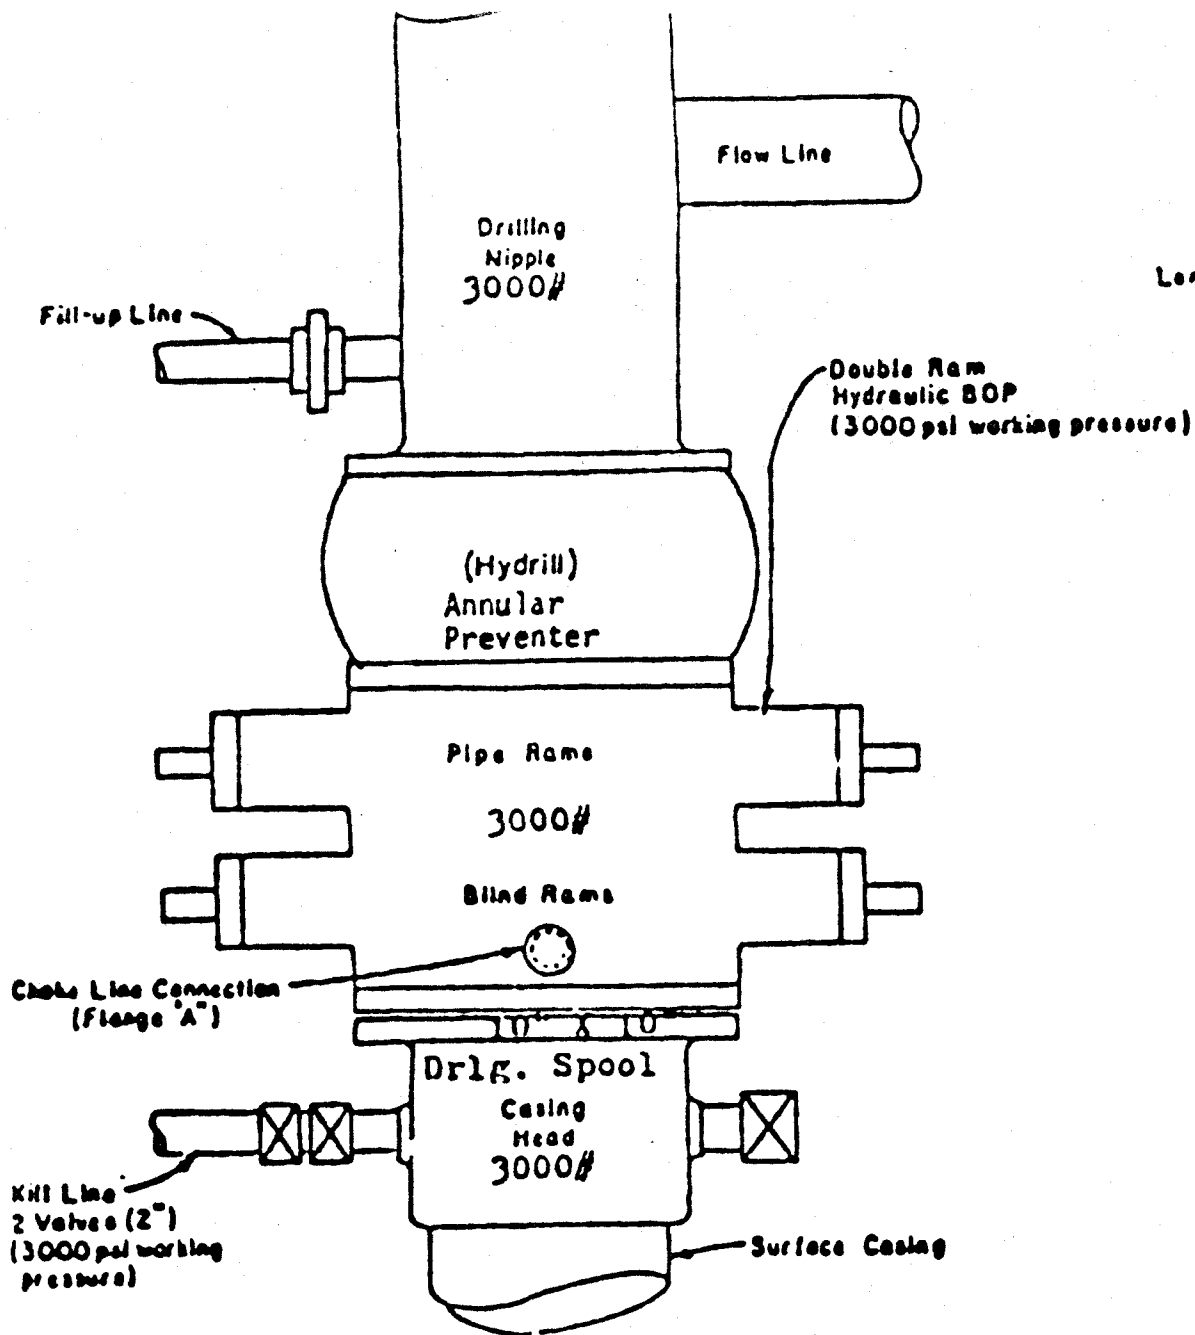 Flow Line
Drilling
Nipple
3000#
Fill-up Line
Double Ram
Hydraulic BOP
(3000 psi working pressure)
(Hydrill)
Annular
Preventer
Pipe Rams
3000#
Blind Rams
Choke Line Connection
(Flange "A")
Drlg. Spool
Casing
Head
3000#
Kill Line
2 Valves (2")
(3000 psi working
pressure)
Surface Casing